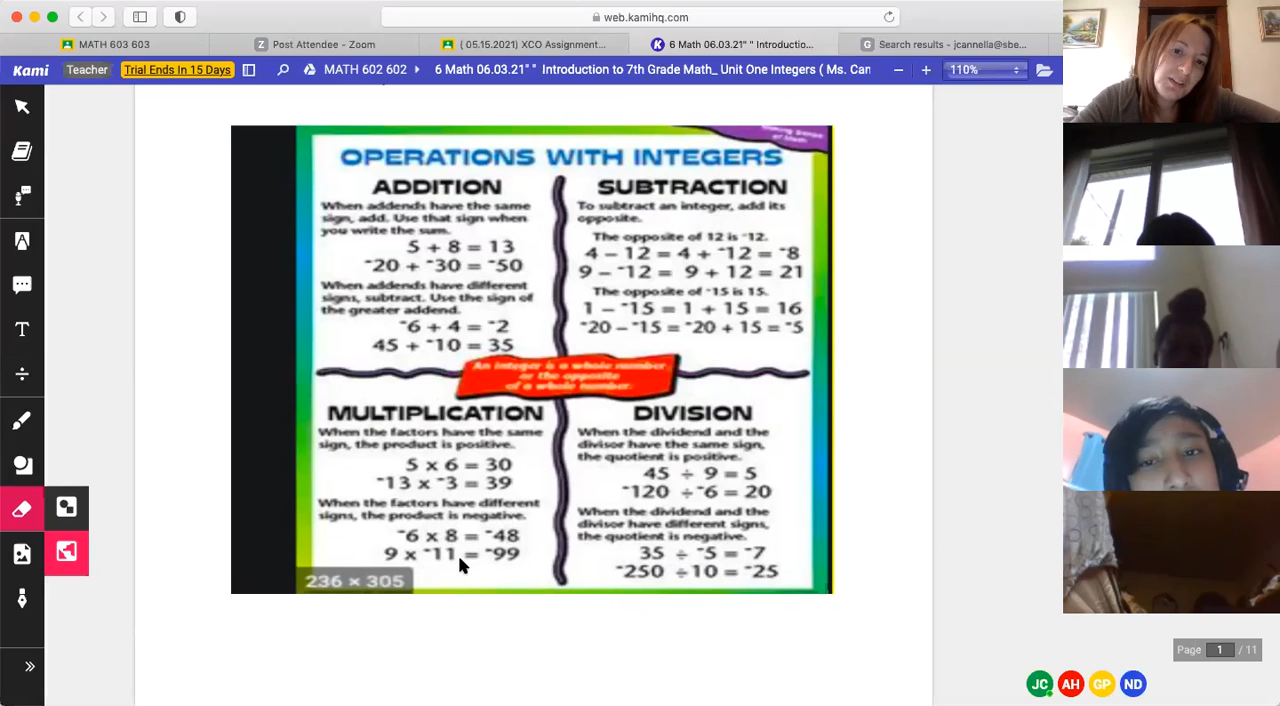 web.kamihq.com
MATH 603 603
Post Attendee - Zoom
( 05.15.2021) XCO Assignment...
6 Math 06.03.21" " Introductio...
Search results - jcannella@sbe...
Kami
Teacher
Trial Ends In 15 Days
MATH 602 602
6 Math 06.03.21" " Introduction to 7th Grade Math_ Unit One Integers ( Ms. Can
110%
OPERATIONS WITH INTEGERS
ADDITION
When addends have the same
sign, add. Use that sign when
you write the sum.
5 + 8 = 13
⁻20 + ⁻30 = ⁻50
When addends have different
signs, subtract. Use the sign of
the greater addend.
⁻6 + 4 = ⁻2
45 + ⁻10 = 35
SUBTRACTION
To subtract an integer, add its
opposite.
The opposite of 12 is ⁻12.
4 – 12 = 4 + ⁻12 = ⁻8
9 – ⁻12 = 9 + 12 = 21
The opposite of ⁻15 is 15.
1 – ⁻15 = 1 + 15 = 16
⁻20 – ⁻15 = ⁻20 + 15 = ⁻5
An integer is a whole number
or the opposite
of a whole number.
MULTIPLICATION
When the factors have the same
sign, the product is positive.
5 x 6 = 30
⁻13 x ⁻3 = 39
When the factors have different
signs, the product is negative.
⁻6 x 8 = ⁻48
9 x ⁻11 = ⁻99
DIVISION
When the dividend and the
divisor have the same sign,
the quotient is positive.
45 ÷ 9 = 5
⁻120 ÷ ⁻6 = 20
When the dividend and the
divisor have different signs,
the quotient is negative.
35 ÷ ⁻5 = ⁻7
⁻250 ÷ 10 = ⁻25
236 × 305
Page 1 / 11
JC AH GP ND